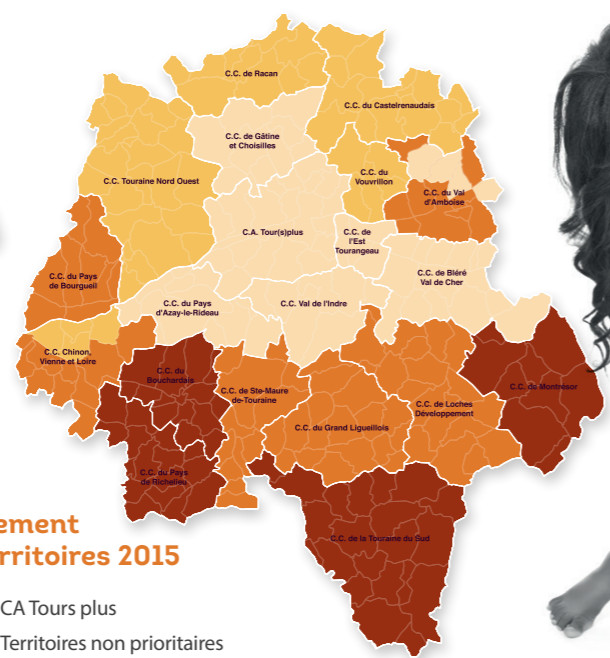 C.C. de Racan
C.C. du Castelrenaudais
C.C. de Gâtine
et Choisilles
C.C. Touraine Nord Ouest
C.C. du
Vouvrillon
C.C. du Val
d'Amboise
C.A. Tour(s)plus
C.C. de
l'Est
Tourangeau
C.C. du Pays
de Bourgueil
C.C. de Bléré
Val de Cher
C.C. du Pays
d'Azay-le-Rideau
C.C. Val de l'Indre
C.C. Chinon,
Vienne et Loire
C.C. du
Bouchardais
C.C. de Ste-Maure
de-Touraine
C.C. de Montrésor
C.C. de Loches
Développement
C.C. du Grand Ligueillois
C.C. du Pays
de Richelieu
C.C. de la Touraine du Sud
ement
rritoires 2015
CA Tours plus
Territoires non prioritaires